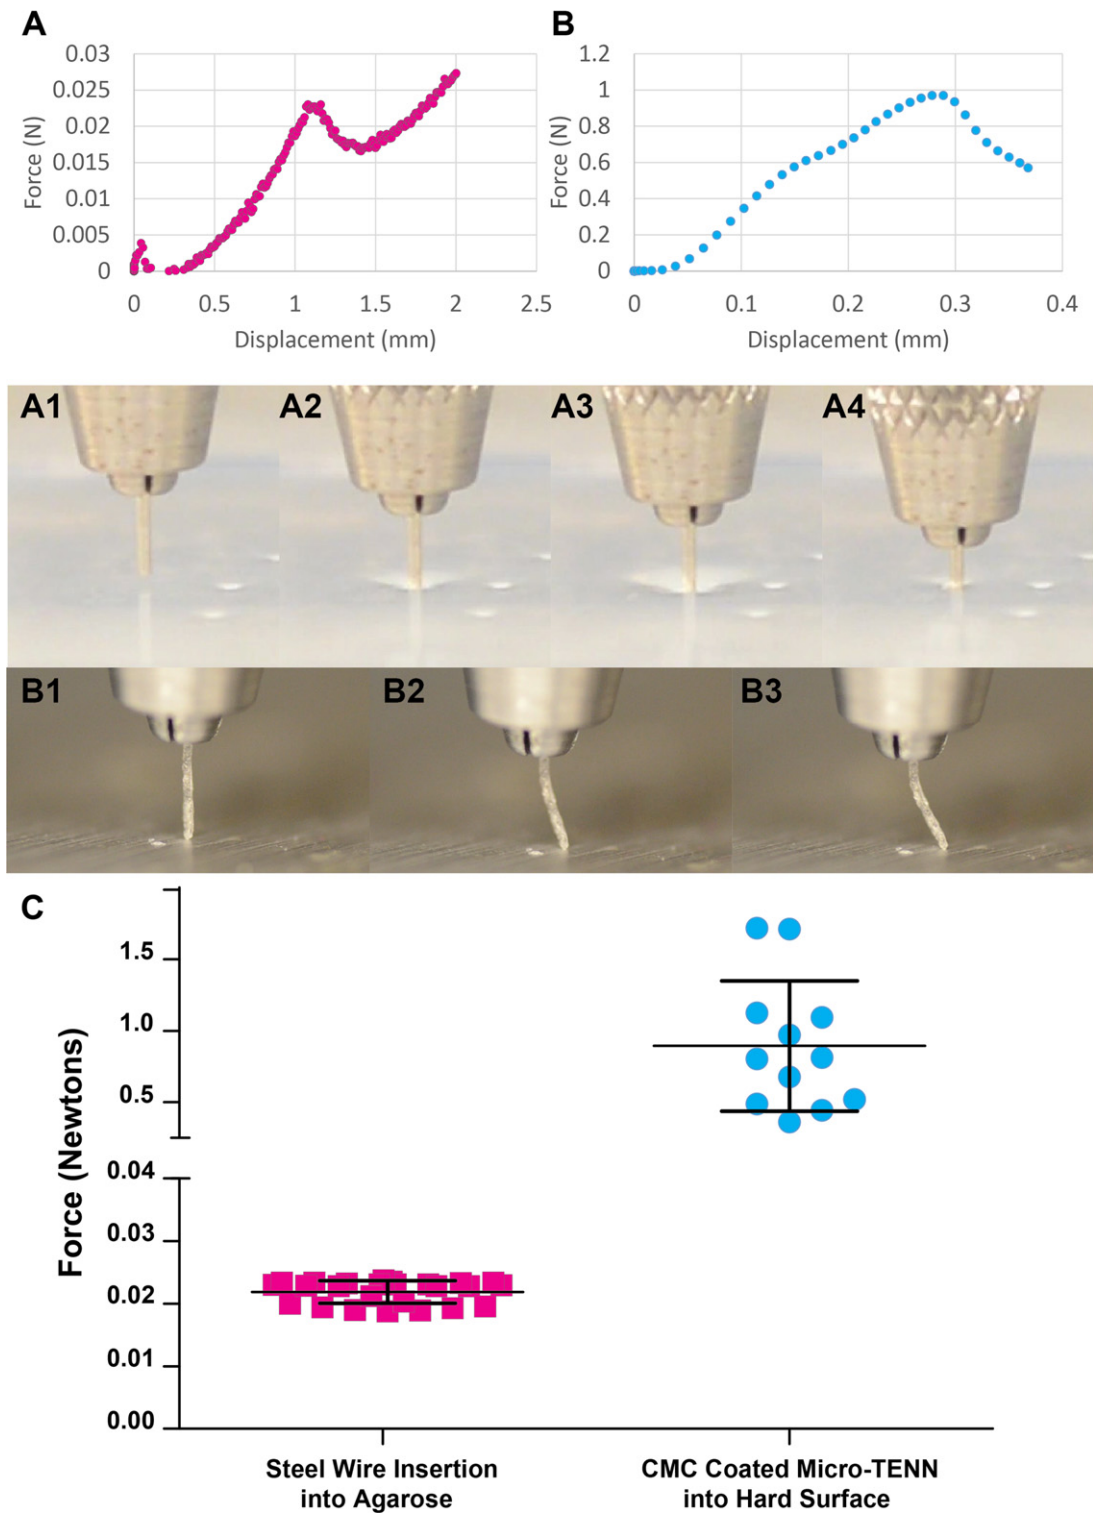 A
B
0.03
0.025
0.02
0.015
0.01
0.005
0
Force (N)
0
0.5
1
1.5
2
2.5
Displacement (mm)
1.2
1
0.8
0.6
0.4
0.2
0
Force (N)
0
0.1
0.2
0.3
0.4
Displacement (mm)
A1
A2
A3
A4
B1
B2
B3
C
1.5
1.0
0.5
0.04
0.03
0.02
0.01
0.00
Force (Newtons)
Steel Wire Insertion
into Agarose
CMC Coated Micro-TENN
into Hard Surface